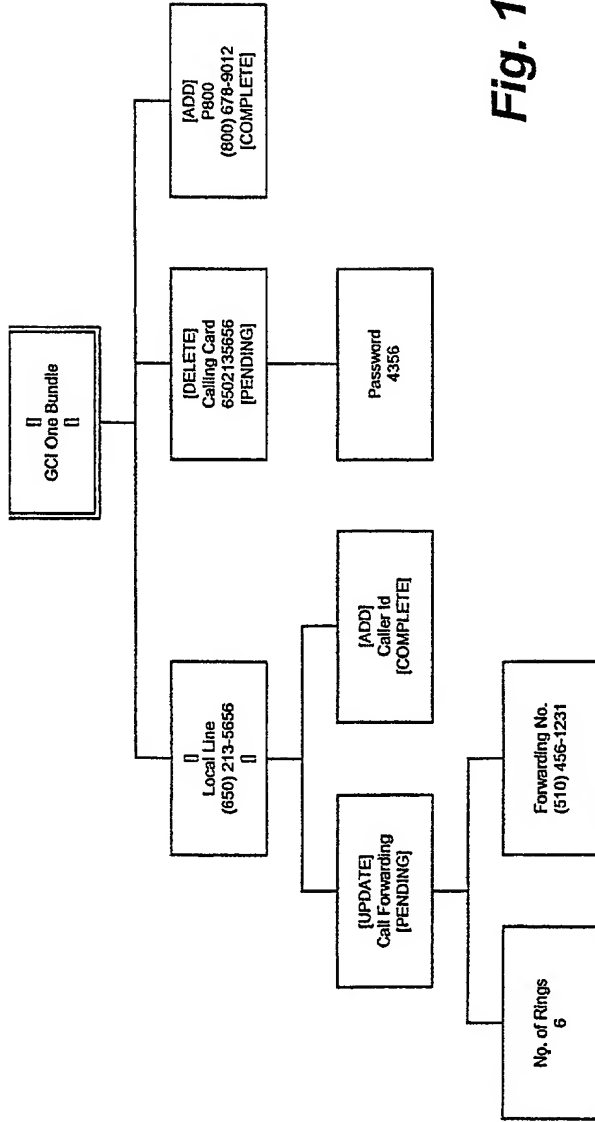 []
GCI One Bundle
[]
[]
Local Line
(650) 213-5656
[]
[DELETE]
Calling Card
6502135656
[PENDING]
[ADD]
P800
(800) 678-9012
[COMPLETE]
[UPDATE]
Call Forwarding
[PENDING]
[ADD]
Caller Id
[COMPLETE]
Password
4356
No. of Rings
6
Forwarding No.
(510) 456-1231
Fig. 1